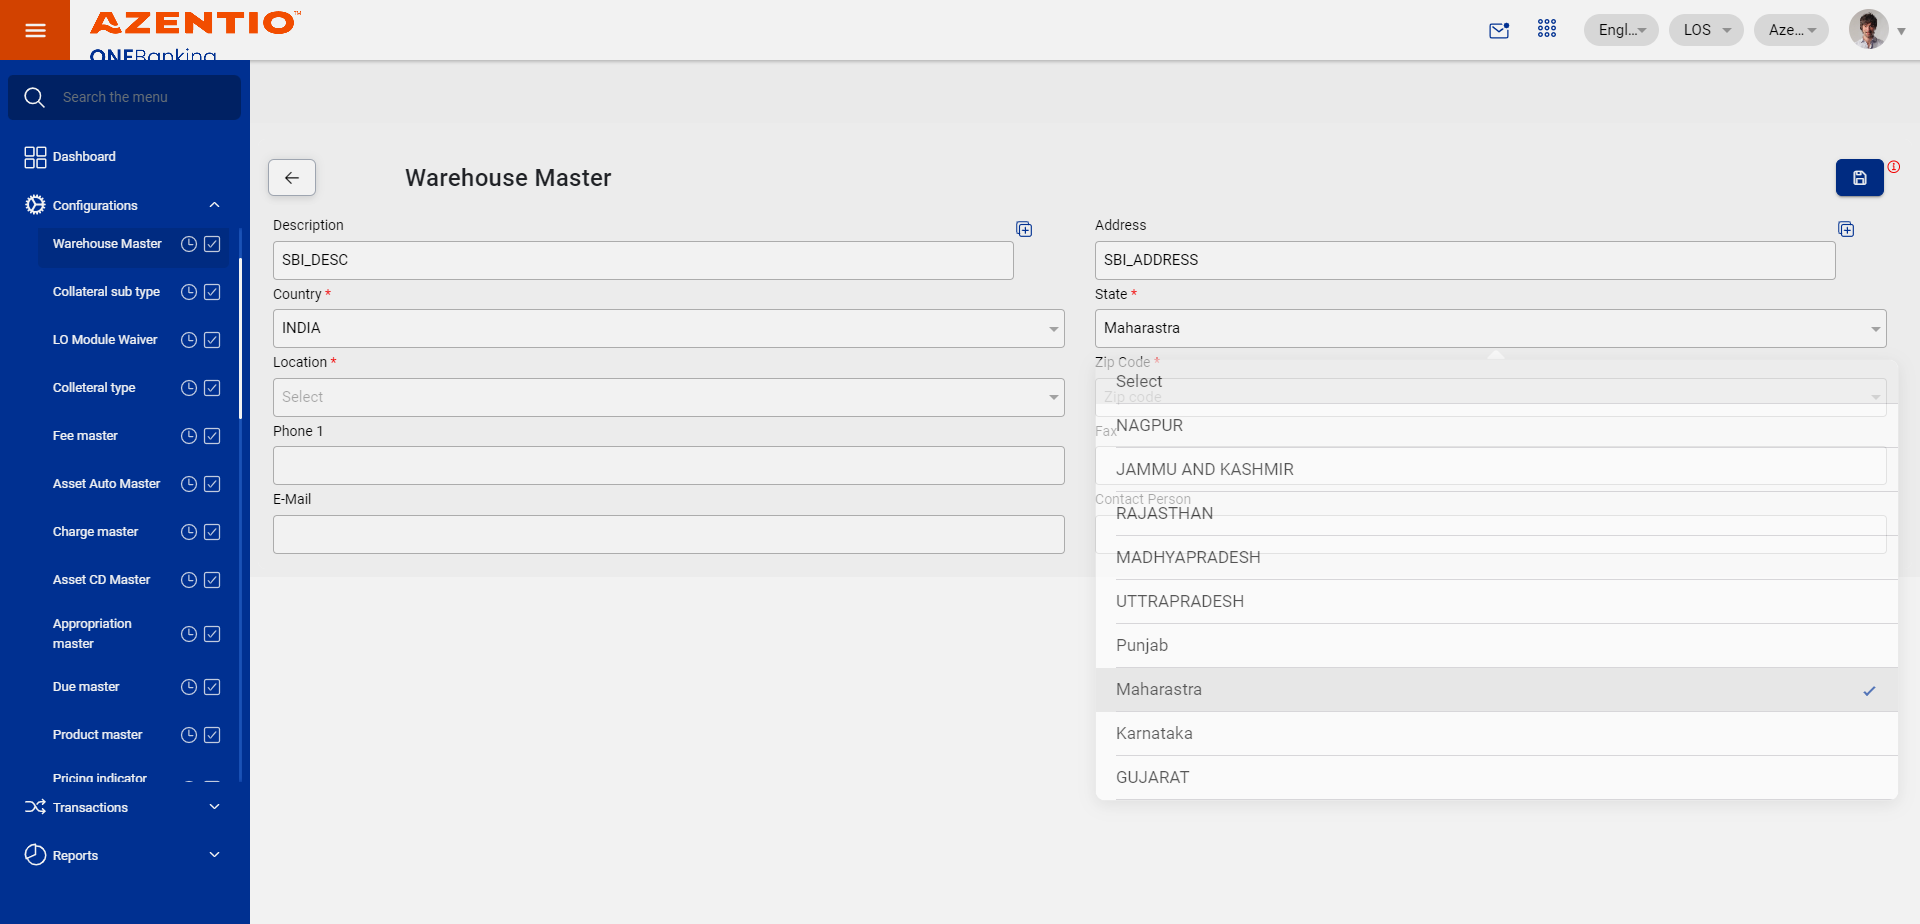 AZENTIO™
ONEBanking
Engl...
LOS
Aze...
Search the menu
Dashboard
Configurations
Warehouse Master
Collateral sub type
LO Module Waiver
Colleteral type
Fee master
Asset Auto Master
Charge master
Asset CD Master
Appropriation
master
Due master
Product master
Pricing indicator
Transactions
Reports
Warehouse Master
Description
SBI_DESC
Address
SBI_ADDRESS
Country *
INDIA
State *
Maharastra
Location *
Select
Zip Code *
Zip code
Phone 1
Fax
E-Mail
Contact Person
Select
NAGPUR
JAMMU AND KASHMIR
RAJASTHAN
MADHYAPRADESH
UTTRAPRADESH
Punjab
Maharastra
Karnataka
GUJARAT